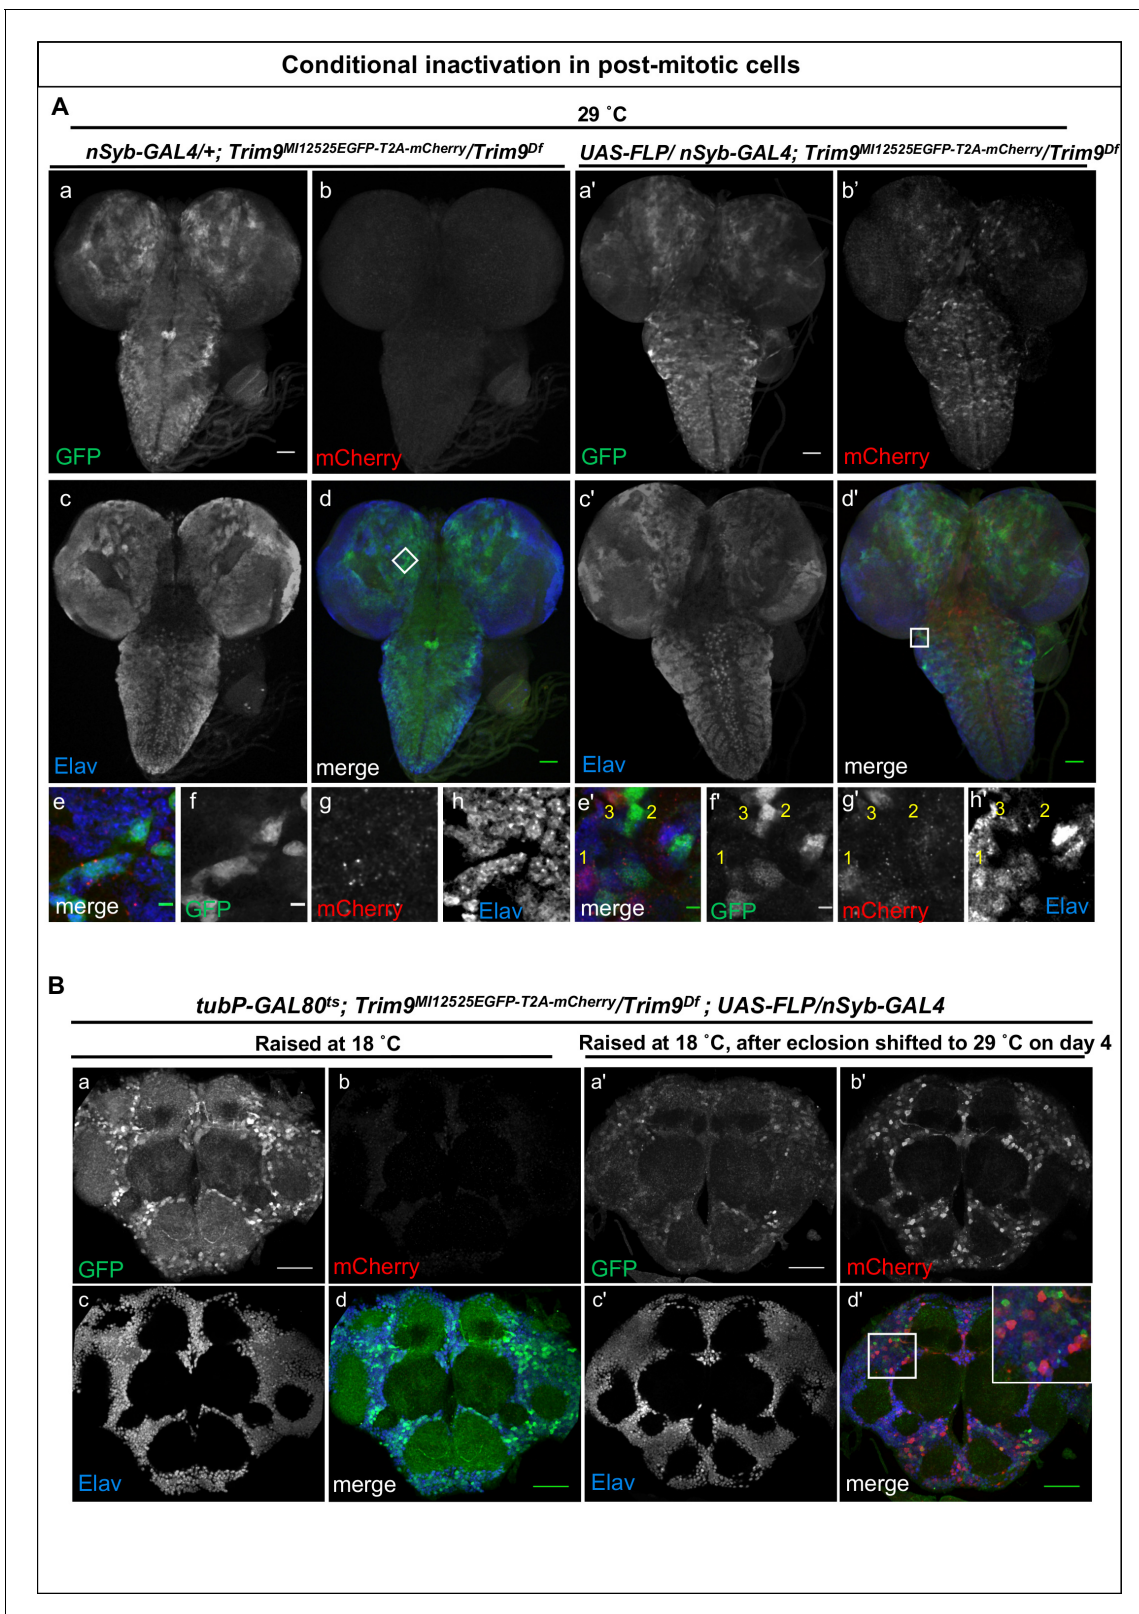 Conditional inactivation in post-mitotic cells
A
29 ˚C
nSyb-GAL4/+; Trim9MI12525EGFP-T2A-mCherry/Trim9Df
UAS-FLP/ nSyb-GAL4; Trim9MI12525EGFP-T2A-mCherry/Trim9Df
a
b
a'
b'
GFP
mCherry
GFP
mCherry
c
d
c'
d'
Elav
merge
Elav
merge
e
f
g
h
e'
3
2
1
f'
3
2
1
g'
3
2
1
h'
3
2
1
merge
GFP
mCherry
Elav
merge
GFP
mCherry
Elav
B
tubP-GAL80ts; Trim9MI12525EGFP-T2A-mCherry/Trim9Df ; UAS-FLP/nSyb-GAL4
Raised at 18 ˚C
Raised at 18 ˚C, after eclosion shifted to 29 ˚C on day 4
a
b
a'
b'
GFP
mCherry
GFP
mCherry
c
d
c'
d'
Elav
merge
Elav
merge